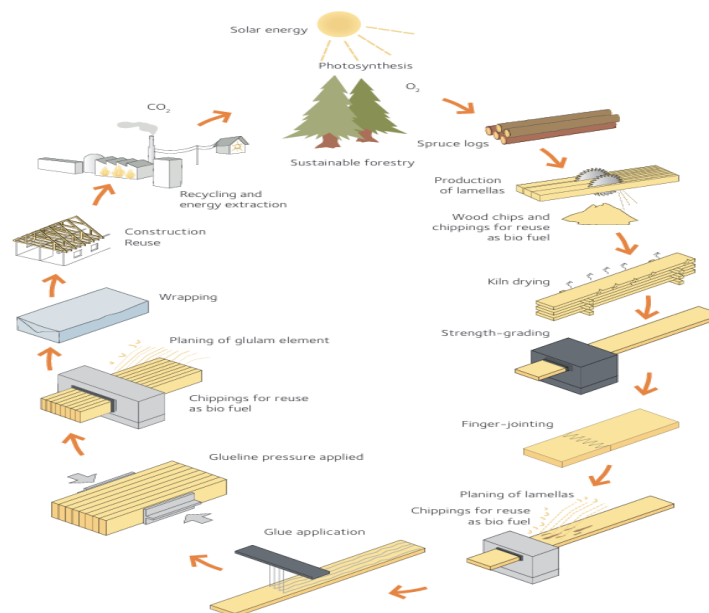 Solar energy
Photosynthesis
O₂
CO₂
Spruce logs
Sustainable forestry
Production
of lamellas
Recycling and
energy extraction
Wood chips and
chippings for reuse
as bio fuel
Construction
Reuse
Kiln drying
Wrapping
Strength-grading
Planing of glulam element
Chippings for reuse
as bio fuel
Finger-jointing
Glueline pressure applied
Planing of lamellas
Chippings for reuse
as bio fuel
Glue application